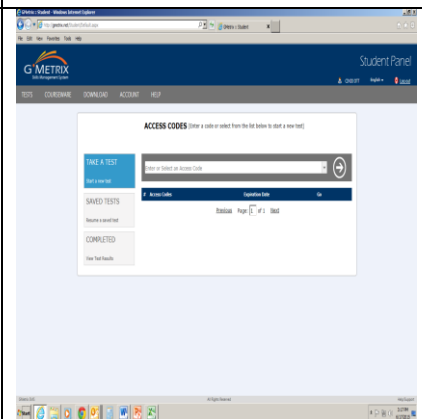 GMetrix :: Student - Windows Internet Explorer
File Edit View Favorites Tools Help
GMetrix :: Student
G METRIX
Skills Management System
Student Panel
English
Logout
TESTS COURSEWARE DOWNLOAD ACCOUNT HELP
ACCESS CODES (Enter a code or select from the list below to start a new test)
TAKE A TEST
Start a new test
Enter or Select an Access Code
SAVED TESTS
Resume a saved test
# Access Codes Expiration Date Go
Previous Page: 1 of 1 Next
COMPLETED
View Test Results
All Rights Reserved
Start